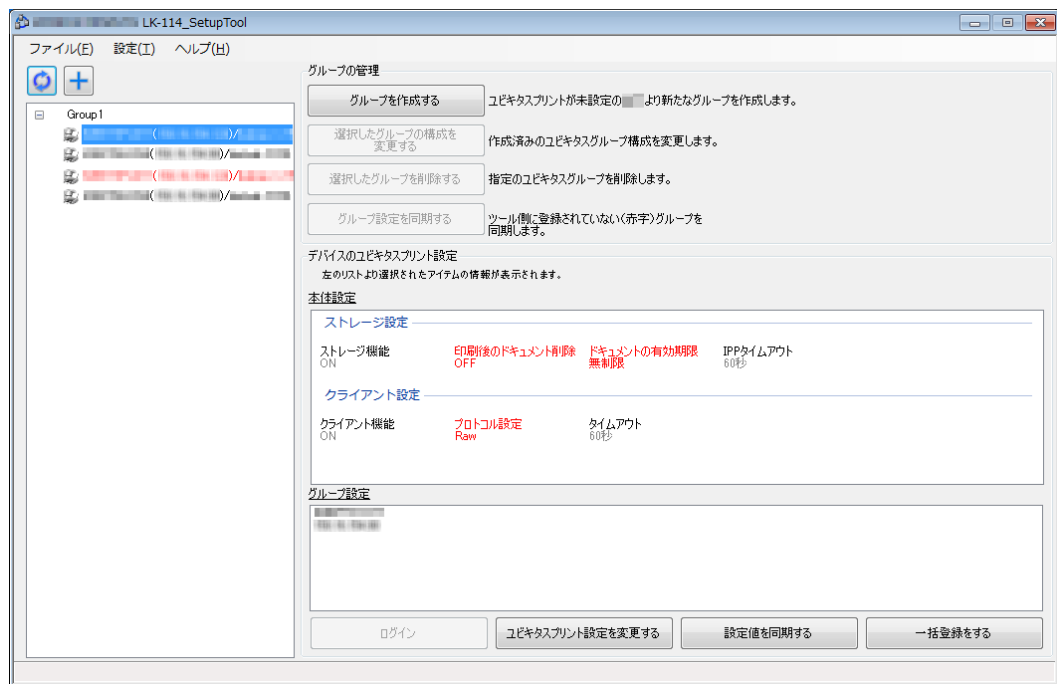 LK-114_SetupTool
ファイル(F) 設定(T) ヘルプ(H)
Group1
グループの管理
グループを作成する
ユビキタスプリントが未設定の より新たなグループを作成します。
選択したグループの構成を
変更する
作成済みのユビキタスグループ構成を変更します。
選択したグループを削除する
指定のユビキタスグループを削除します。
グループ設定を同期する
ツール側に登録されていない(赤字)グループを
同期します。
デバイスのユビキタスプリント設定
左のリストより選択されたアイテムの情報が表示されます。
本体設定
ストレージ設定
ストレージ機能 印刷後のドキュメント削除 ドキュメントの有効期限 IPPタイムアウト
ON OFF 無制限 60秒
クライアント設定
クライアント機能 プロトコル設定 タイムアウト
ON Raw 60秒
グループ設定
ログイン ユビキタスプリント設定を変更する 設定値を同期する 一括登録をする